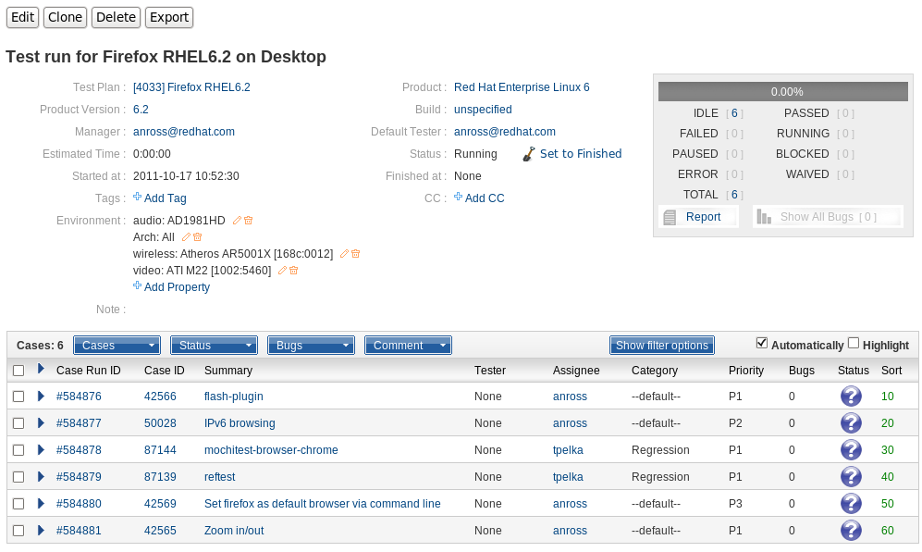 Edit Clone Delete Export
Test run for Firefox RHEL6.2 on Desktop
Test Plan : [4033] Firefox RHEL6.2
Product Version : 6.2
Manager : anross@redhat.com
Estimated Time : 0:00:00
Started at : 2011-10-17 10:52:30
Tags : Add Tag
Environment : audio: AD1981HD
Arch: All
wireless: Atheros AR5001X [168c:0012]
video: ATI M22 [1002:5460]
Add Property
Note :
Product : Red Hat Enterprise Linux 6
Build : unspecified
Default Tester : anross@redhat.com
Status : Running Set to Finished
Finished at : None
CC : Add CC
0.00%
IDLE [ 6 ] PASSED [ 0 ]
FAILED [ 0 ] RUNNING [ 0 ]
PAUSED [ 0 ] BLOCKED [ 0 ]
ERROR [ 0 ] WAIVED [ 0 ]
TOTAL [ 6 ]
Report Show All Bugs [ 0 ]
Cases: 6 Cases Status Bugs Comment Show filter options Automatically Highlight
Case Run ID Case ID Summary Tester Assignee Category Priority Bugs Status Sort
#584876 42566 flash-plugin None anross --default-- P1 0 ? 10
#584877 50028 IPv6 browsing None anross --default-- P2 0 ? 20
#584878 87144 mochitest-browser-chrome None tpelka Regression P1 0 ? 30
#584879 87139 reftest None tpelka Regression P1 0 ? 40
#584880 42569 Set firefox as default browser via command line None anross --default-- P3 0 ? 50
#584881 42565 Zoom in/out None anross --default-- P1 0 ? 60